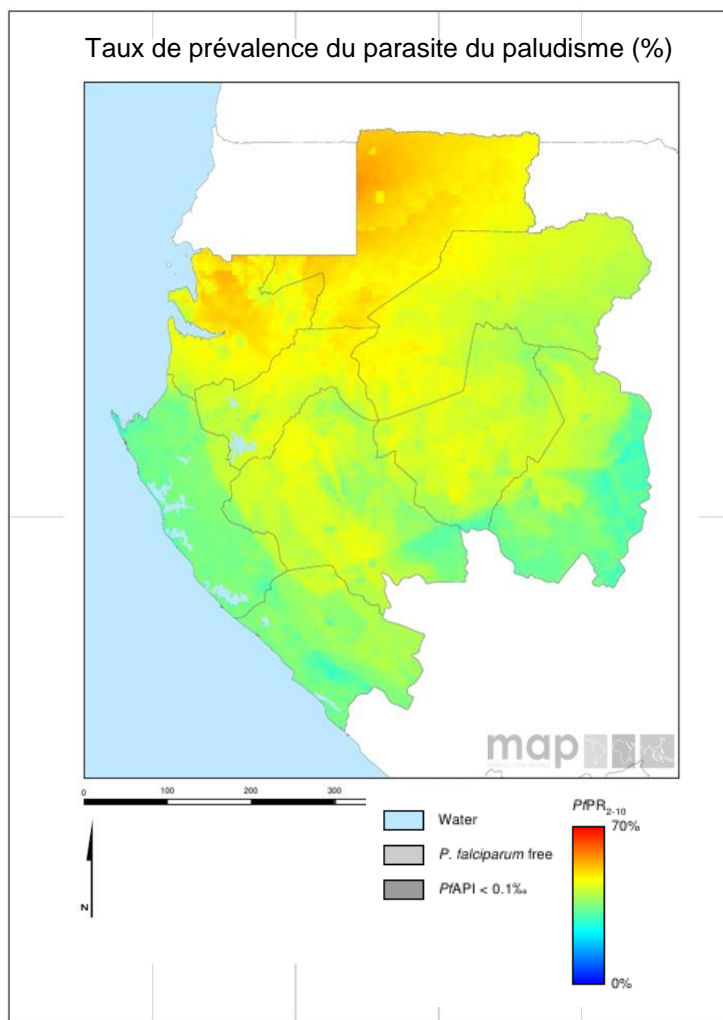 Taux de prévalence du parasite du paludisme (%)
map
0 100 200 300
N
Water
P. falciparum free
PfAPI < 0.1‰
PfPR2-10
70%
0%